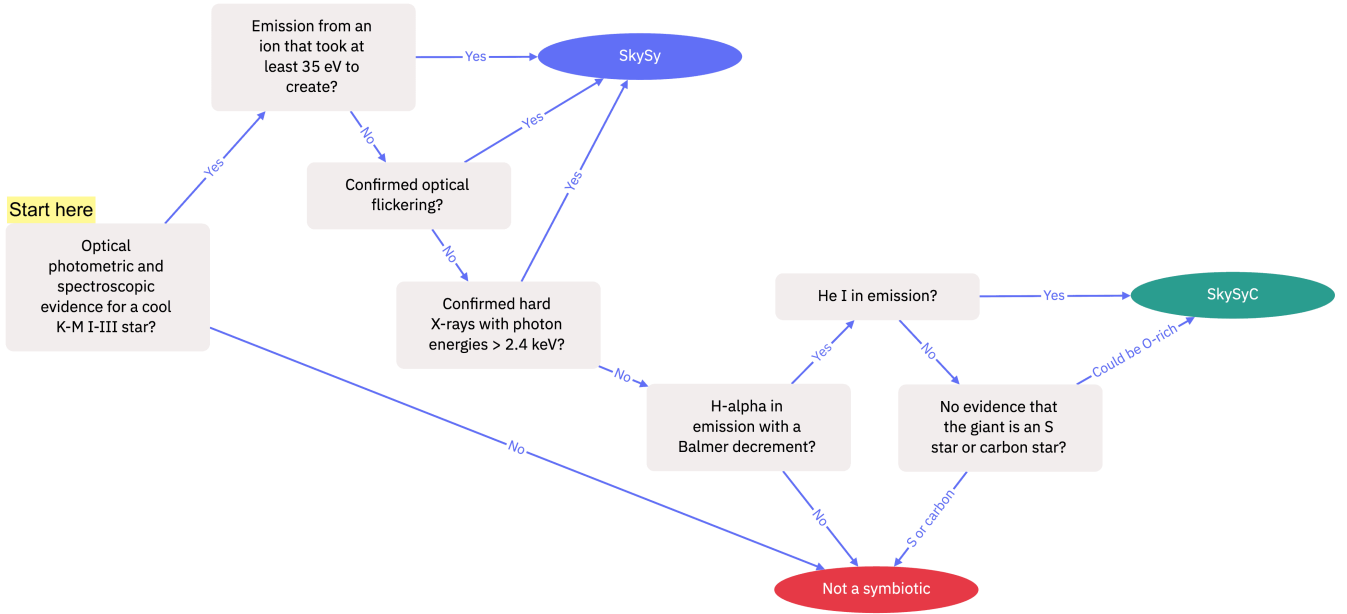 Emission from an
ion that took at
least 35 eV to
create?
Yes
SkySy
No
Yes
Yes
Confirmed optical
flickering?
Yes
Start here
Optical
photometric and
spectroscopic
evidence for a cool
K-M I-III star?
No
Confirmed hard
X-rays with photon
energies > 2.4 keV?
He I in emission?
Yes
SkySyC
No
Yes
No
Could be O-rich
H-alpha in
emission with a
Balmer decrement?
No evidence that
the giant is an S
star or carbon star?
No
No
S or carbon
Not a symbiotic